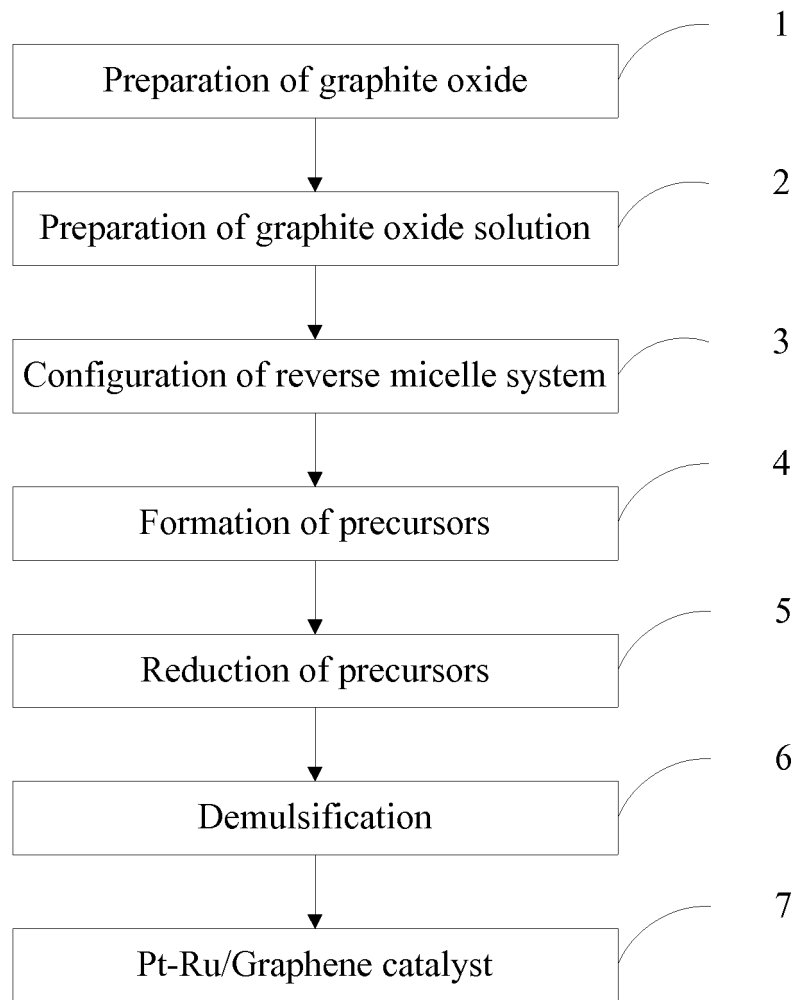 1
Preparation of graphite oxide
2
Preparation of graphite oxide solution
3
Configuration of reverse micelle system
4
Formation of precursors
5
Reduction of precursors
6
Demulsification
7
Pt-Ru/Graphene catalyst